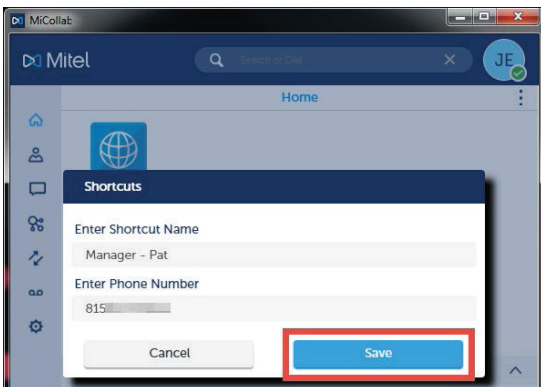 MiCollab
Mitel
Search or Dial
JE
Home
Shortcuts
Enter Shortcut Name
Manager - Pat
Enter Phone Number
815
Cancel
Save